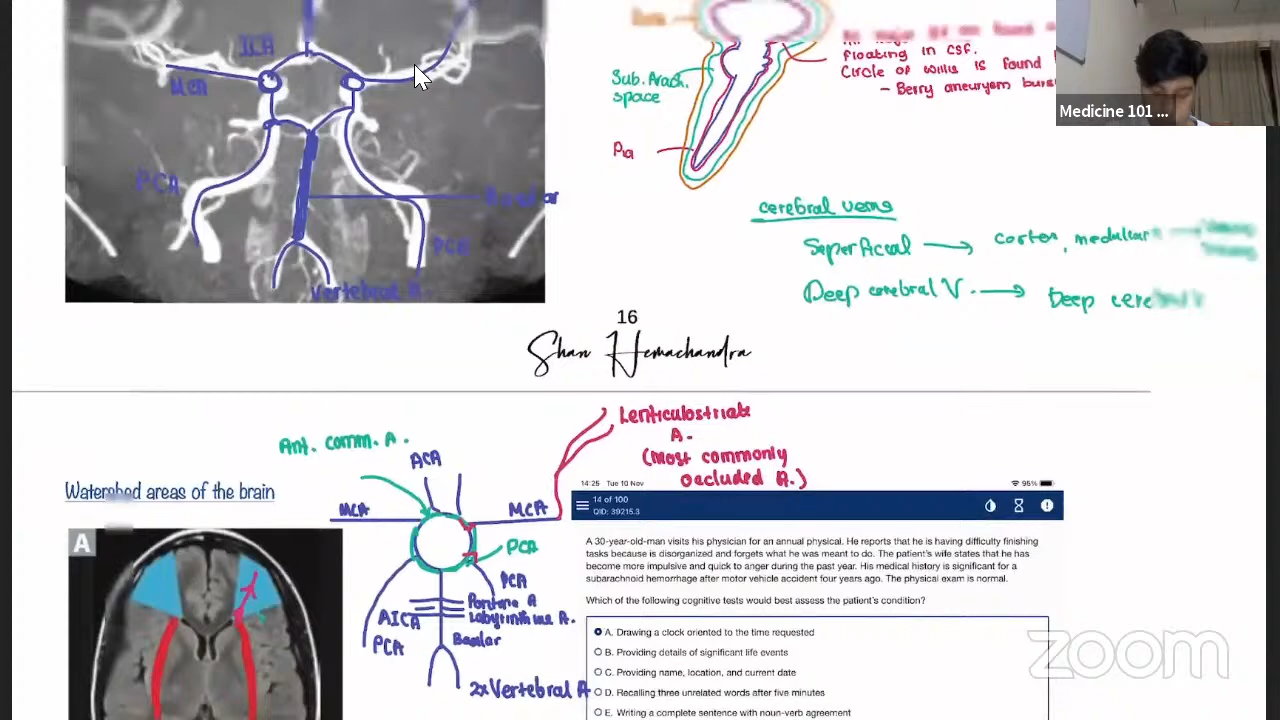 ICA
MCA
PCA
PCA
Vertebral A.
Sub. Arach.
space
Pia
floating in CSF.
Circle of willis is found
- Berry aneurysm
Medicine 101 ...
cerebral veins
Superficial
cortex, medullary
Deep cerebral V.
Deep
16
Shan Hemachandra
Watershed areas of the brain
A
Ant. comm. A.
ACA
MCA
MCA
PCA
PCA
AICA
PCA
Pontine A
Labyrinthine A.
Basilar
2x Vertebral A
Lenticulostriate
A.
(Most commonly
occluded A.)
14:25 Tue 10 Nov
95%
14 of 100
QID: 39215.3
A 30-year-old-man visits his physician for an annual physical. He reports that he is having difficulty finishing
tasks because is disorganized and forgets what he was meant to do. The patient's wife states that he has
become more impulsive and quick to anger during the past year. His medical history is significant for a
subarachnoid hemorrhage after motor vehicle accident four years ago. The physical exam is normal.
Which of the following cognitive tests would best assess the patient's condition?
A. Drawing a clock oriented to the time requested
B. Providing details of significant life events
C. Providing name, location, and current date
D. Recalling three unrelated words after five minutes
E. Writing a complete sentence with noun-verb agreement
zoom